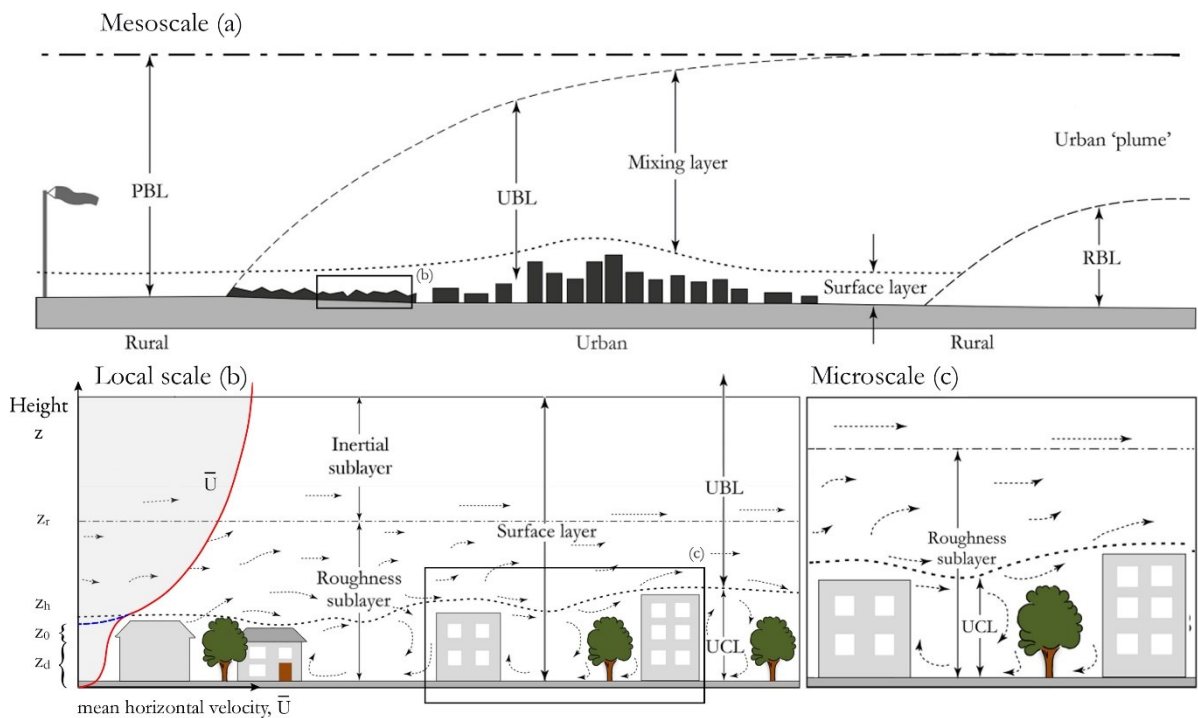 Mesoscale (a)
PBL
UBL
Mixing layer
Urban 'plume'
RBL
(b)
Surface layer
Rural
Urban
Rural
Local scale (b)
Height
z
U̅
Inertial
sublayer
UBL
zr
Surface layer
(c)
Roughness
sublayer
zh
z0
zd
UCL
mean horizontal velocity, U̅
Microscale (c)
Roughness
sublayer
UCL